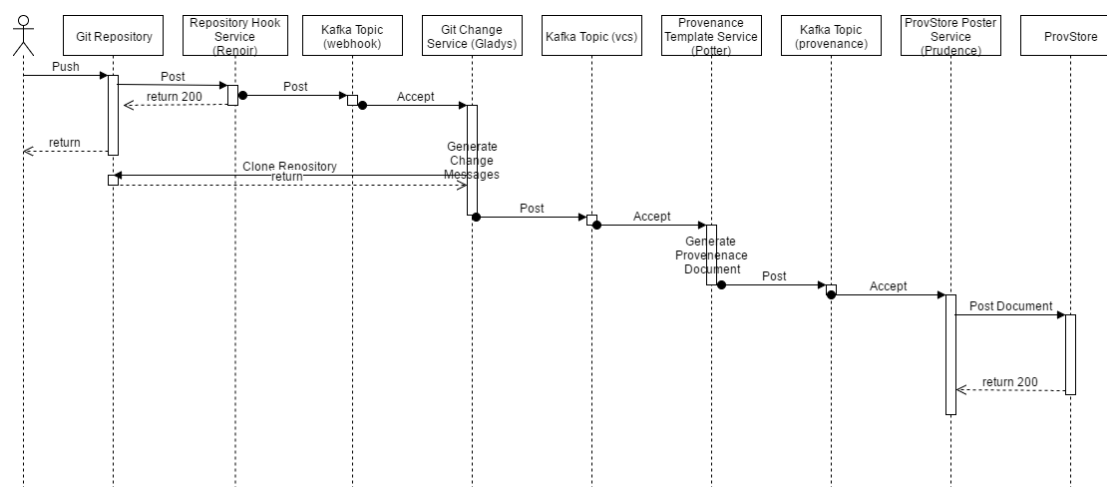 Git Repository
Repository Hook
Service
(Renoir)
Kafka Topic
(webhook)
Git Change
Service (Gladys)
Kafka Topic (vcs)
Provenance
Template Service
(Potter)
Kafka Topic
(provenance)
ProvStore Poster
Service
(Prudence)
ProvStore
Push
Post
Post
return 200
Accept
return
Generate
Change
Messages
Clone Repository
return
Post
Accept
Generate
Provenenace
Document
Post
Accept
Post Document
return 200